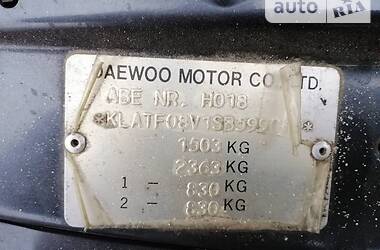 auto RIA
DAEWOO MOTOR CO LTD.
ABE NR. H018
1503 KG
2363 KG
1 - 830 KG
2 - 830 KG